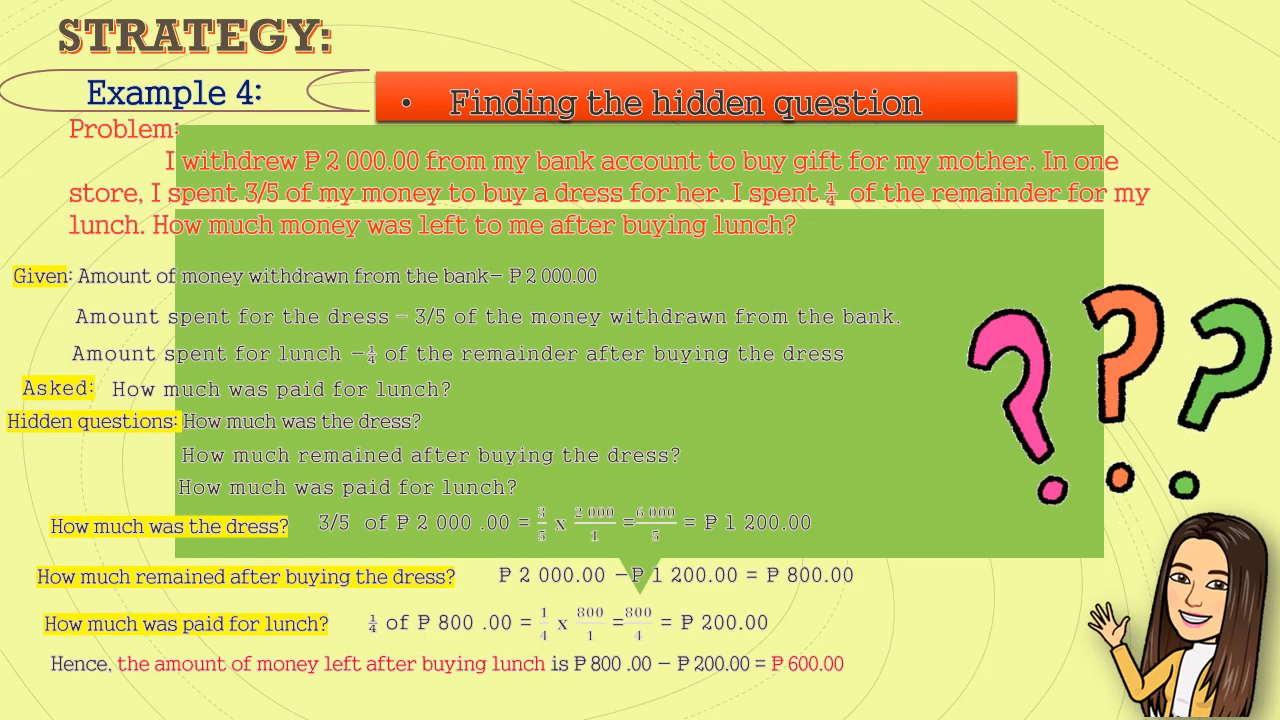 STRATEGY:
Example 4:
• Finding the hidden question
Problem:
I withdrew ₱ 2 000.00 from my bank account to buy gift for my mother. In one
store, I spent 3/5 of my money to buy a dress for her. I spent ¼ of the remainder for my
lunch. How much money was left to me after buying lunch?
Given: Amount of money withdrawn from the bank– ₱ 2 000.00
Amount spent for the dress – 3/5 of the money withdrawn from the bank.
Amount spent for lunch –¼ of the remainder after buying the dress
Asked: How much was paid for lunch?
Hidden questions: How much was the dress?
How much remained after buying the dress?
How much was paid for lunch?
How much was the dress? 3/5 of ₱ 2 000 .00 = 3/5 x 2 000/1 =6 000/5 = ₱ 1 200.00
How much remained after buying the dress? ₱ 2 000.00 –₱ 1 200.00 = ₱ 800.00
How much was paid for lunch? ¼ of ₱ 800 .00 = 1/4 x 800/1 =800/4 = ₱ 200.00
Hence, the amount of money left after buying lunch is ₱ 800 .00 – ₱ 200.00 = ₱ 600.00